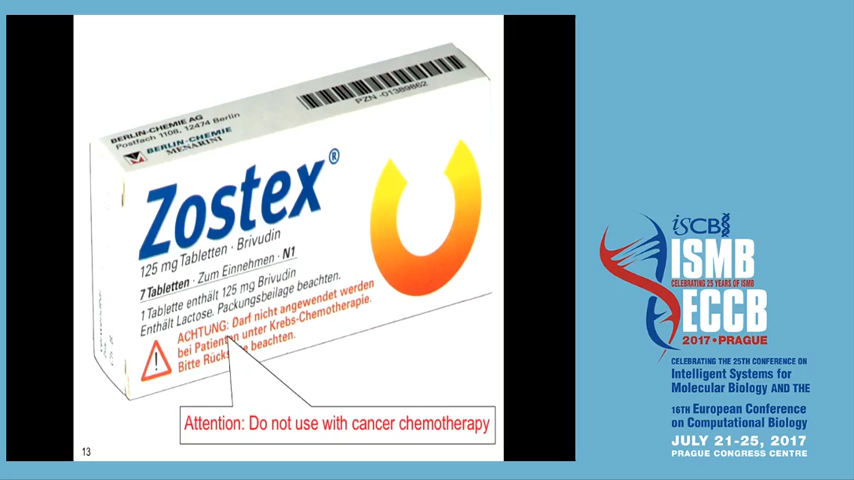 BERLIN-CHEMIE AG
Postfach 1108, 12474 Berlin
BERLIN-CHEMIE
MENARINI
PZN -01389862
Zostex®
125 mg Tabletten · Brivudin
7 Tabletten · Zum Einnehmen · N1
1 Tablette enthält 125 mg Brivudin
Enthält Lactose. Packungsbeilage beachten.
ACHTUNG: Darf nicht angewendet werden
bei Patienten unter Krebs-Chemotherapie.
Bitte beachten.
Attention: Do not use with cancer chemotherapy
13
iSCB
ISMB
CELEBRATING 25 YEARS OF ISMB
ECCB
2017 • PRAGUE
CELEBRATING THE 25TH CONFERENCE ON
Intelligent Systems for
Molecular Biology AND THE
16TH European Conference
on Computational Biology
JULY 21-25, 2017
PRAGUE CONGRESS CENTRE